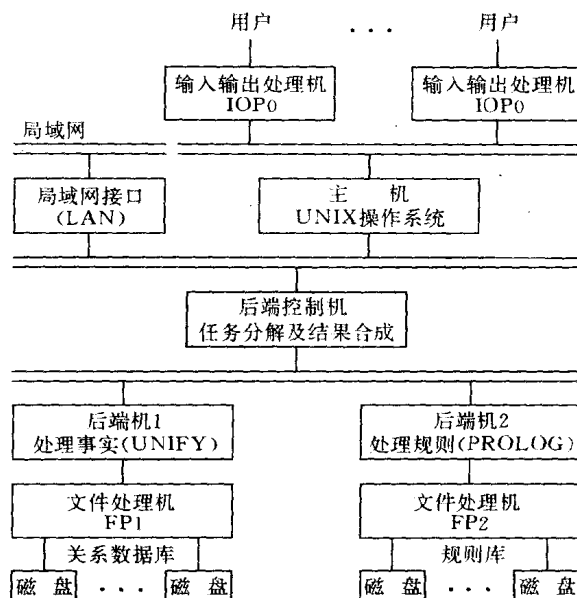 用户 ... 用户
输入输出处理机 输入输出处理机
IOP0 IOP0
局域网
局域网接口 主 机
(LAN) UNIX操作系统
后端控制机
任务分解及结果合成
后端机1 后端机2
处理事实(UNIFY) 处理规则(PROLOG)
文件处理机 文件处理机
FP1 FP2
关系数据库 规则库
磁盘 ... 磁盘 磁盘 ... 磁盘